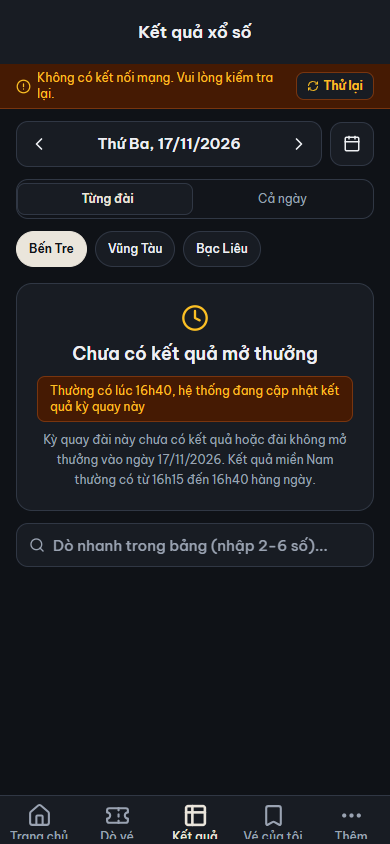 Kết quả xổ số
Không có kết nối mạng. Vui lòng kiểm tra
lại.
Thử lại
Thứ Ba, 17/11/2026
Từng đài
Cả ngày
Bến Tre
Vũng Tàu
Bạc Liêu
Chưa có kết quả mở thưởng
Thường có lúc 16h40, hệ thống đang cập nhật kết
quả kỳ quay này
Kỳ quay đài này chưa có kết quả hoặc đài không mở
thưởng vào ngày 17/11/2026. Kết quả miền Nam
thường có từ 16h15 đến 16h40 hàng ngày.
Dò nhanh trong bảng (nhập 2-6 số)...
Trang chủ
Dò vé
Kết quả
Vé của tôi
Thêm